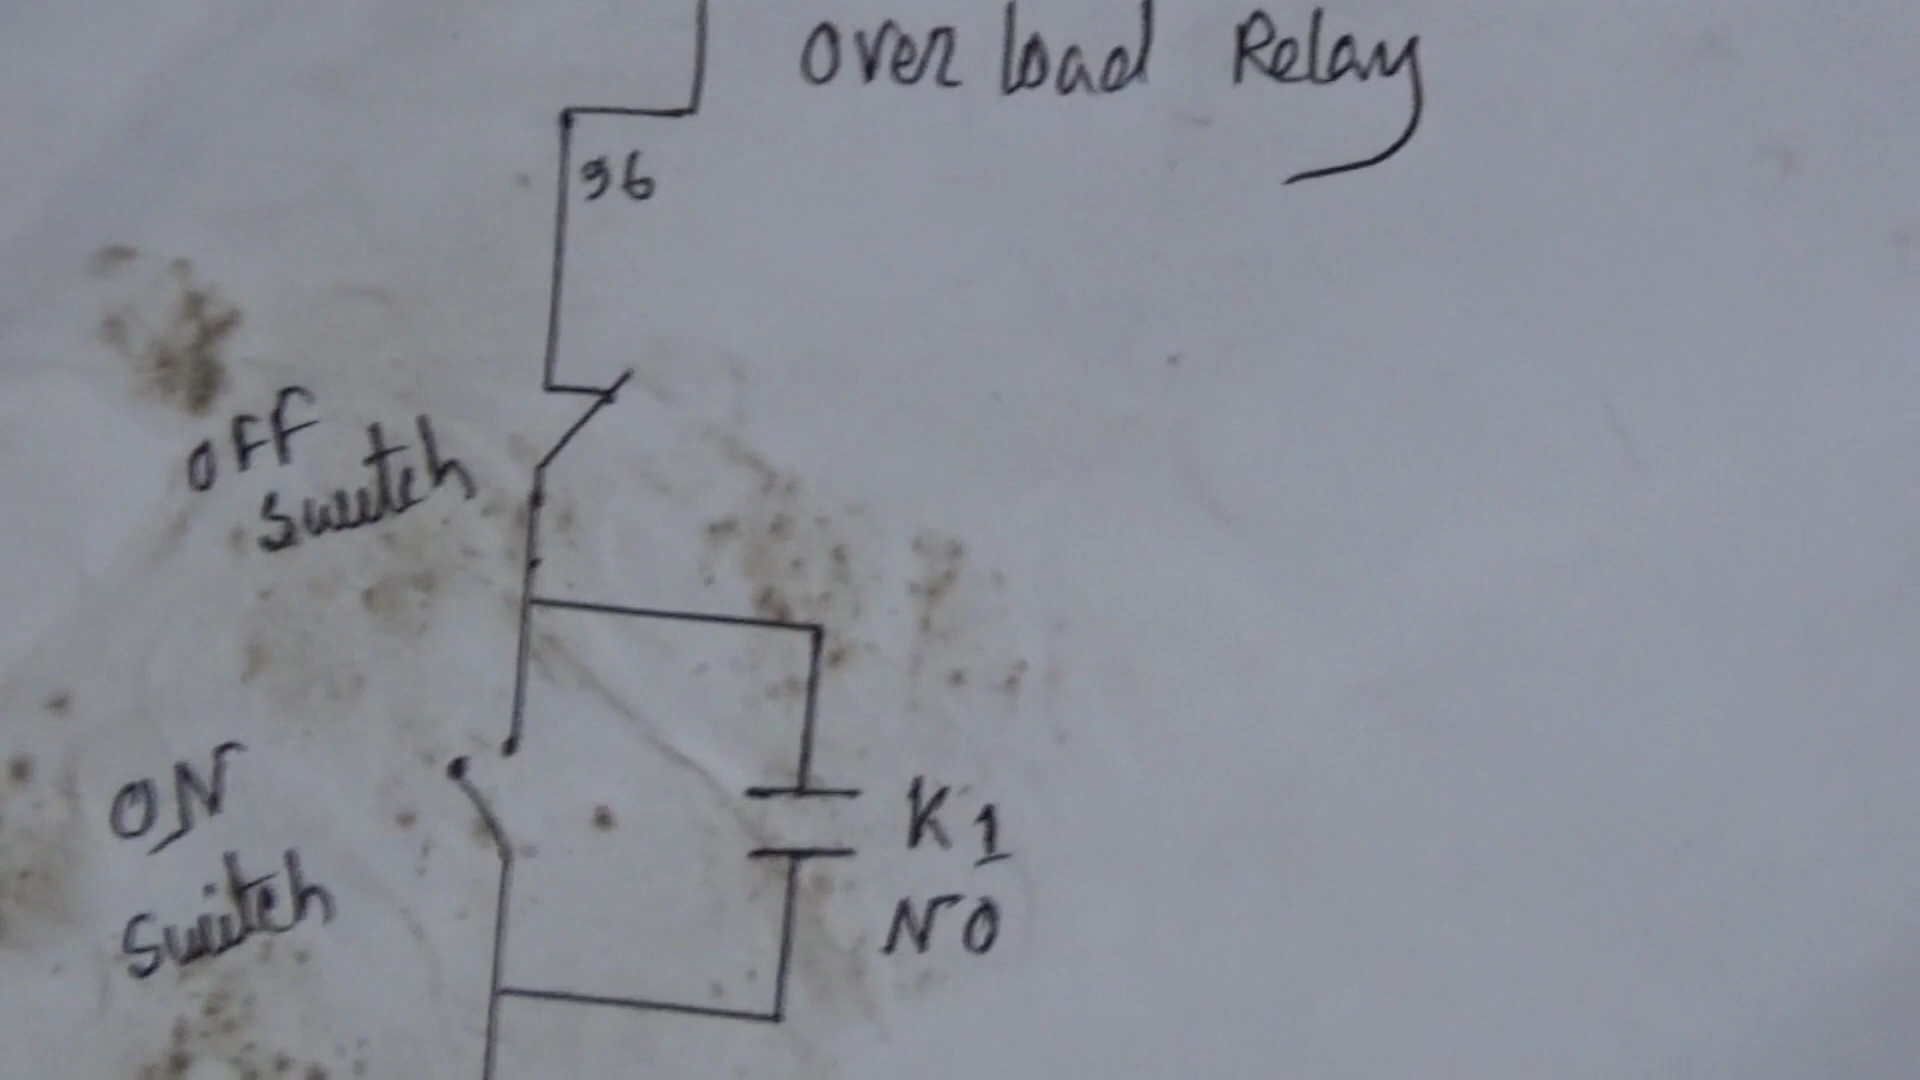 Over load Relay
96
OFF
Switch
ON
Switch
K1
NO